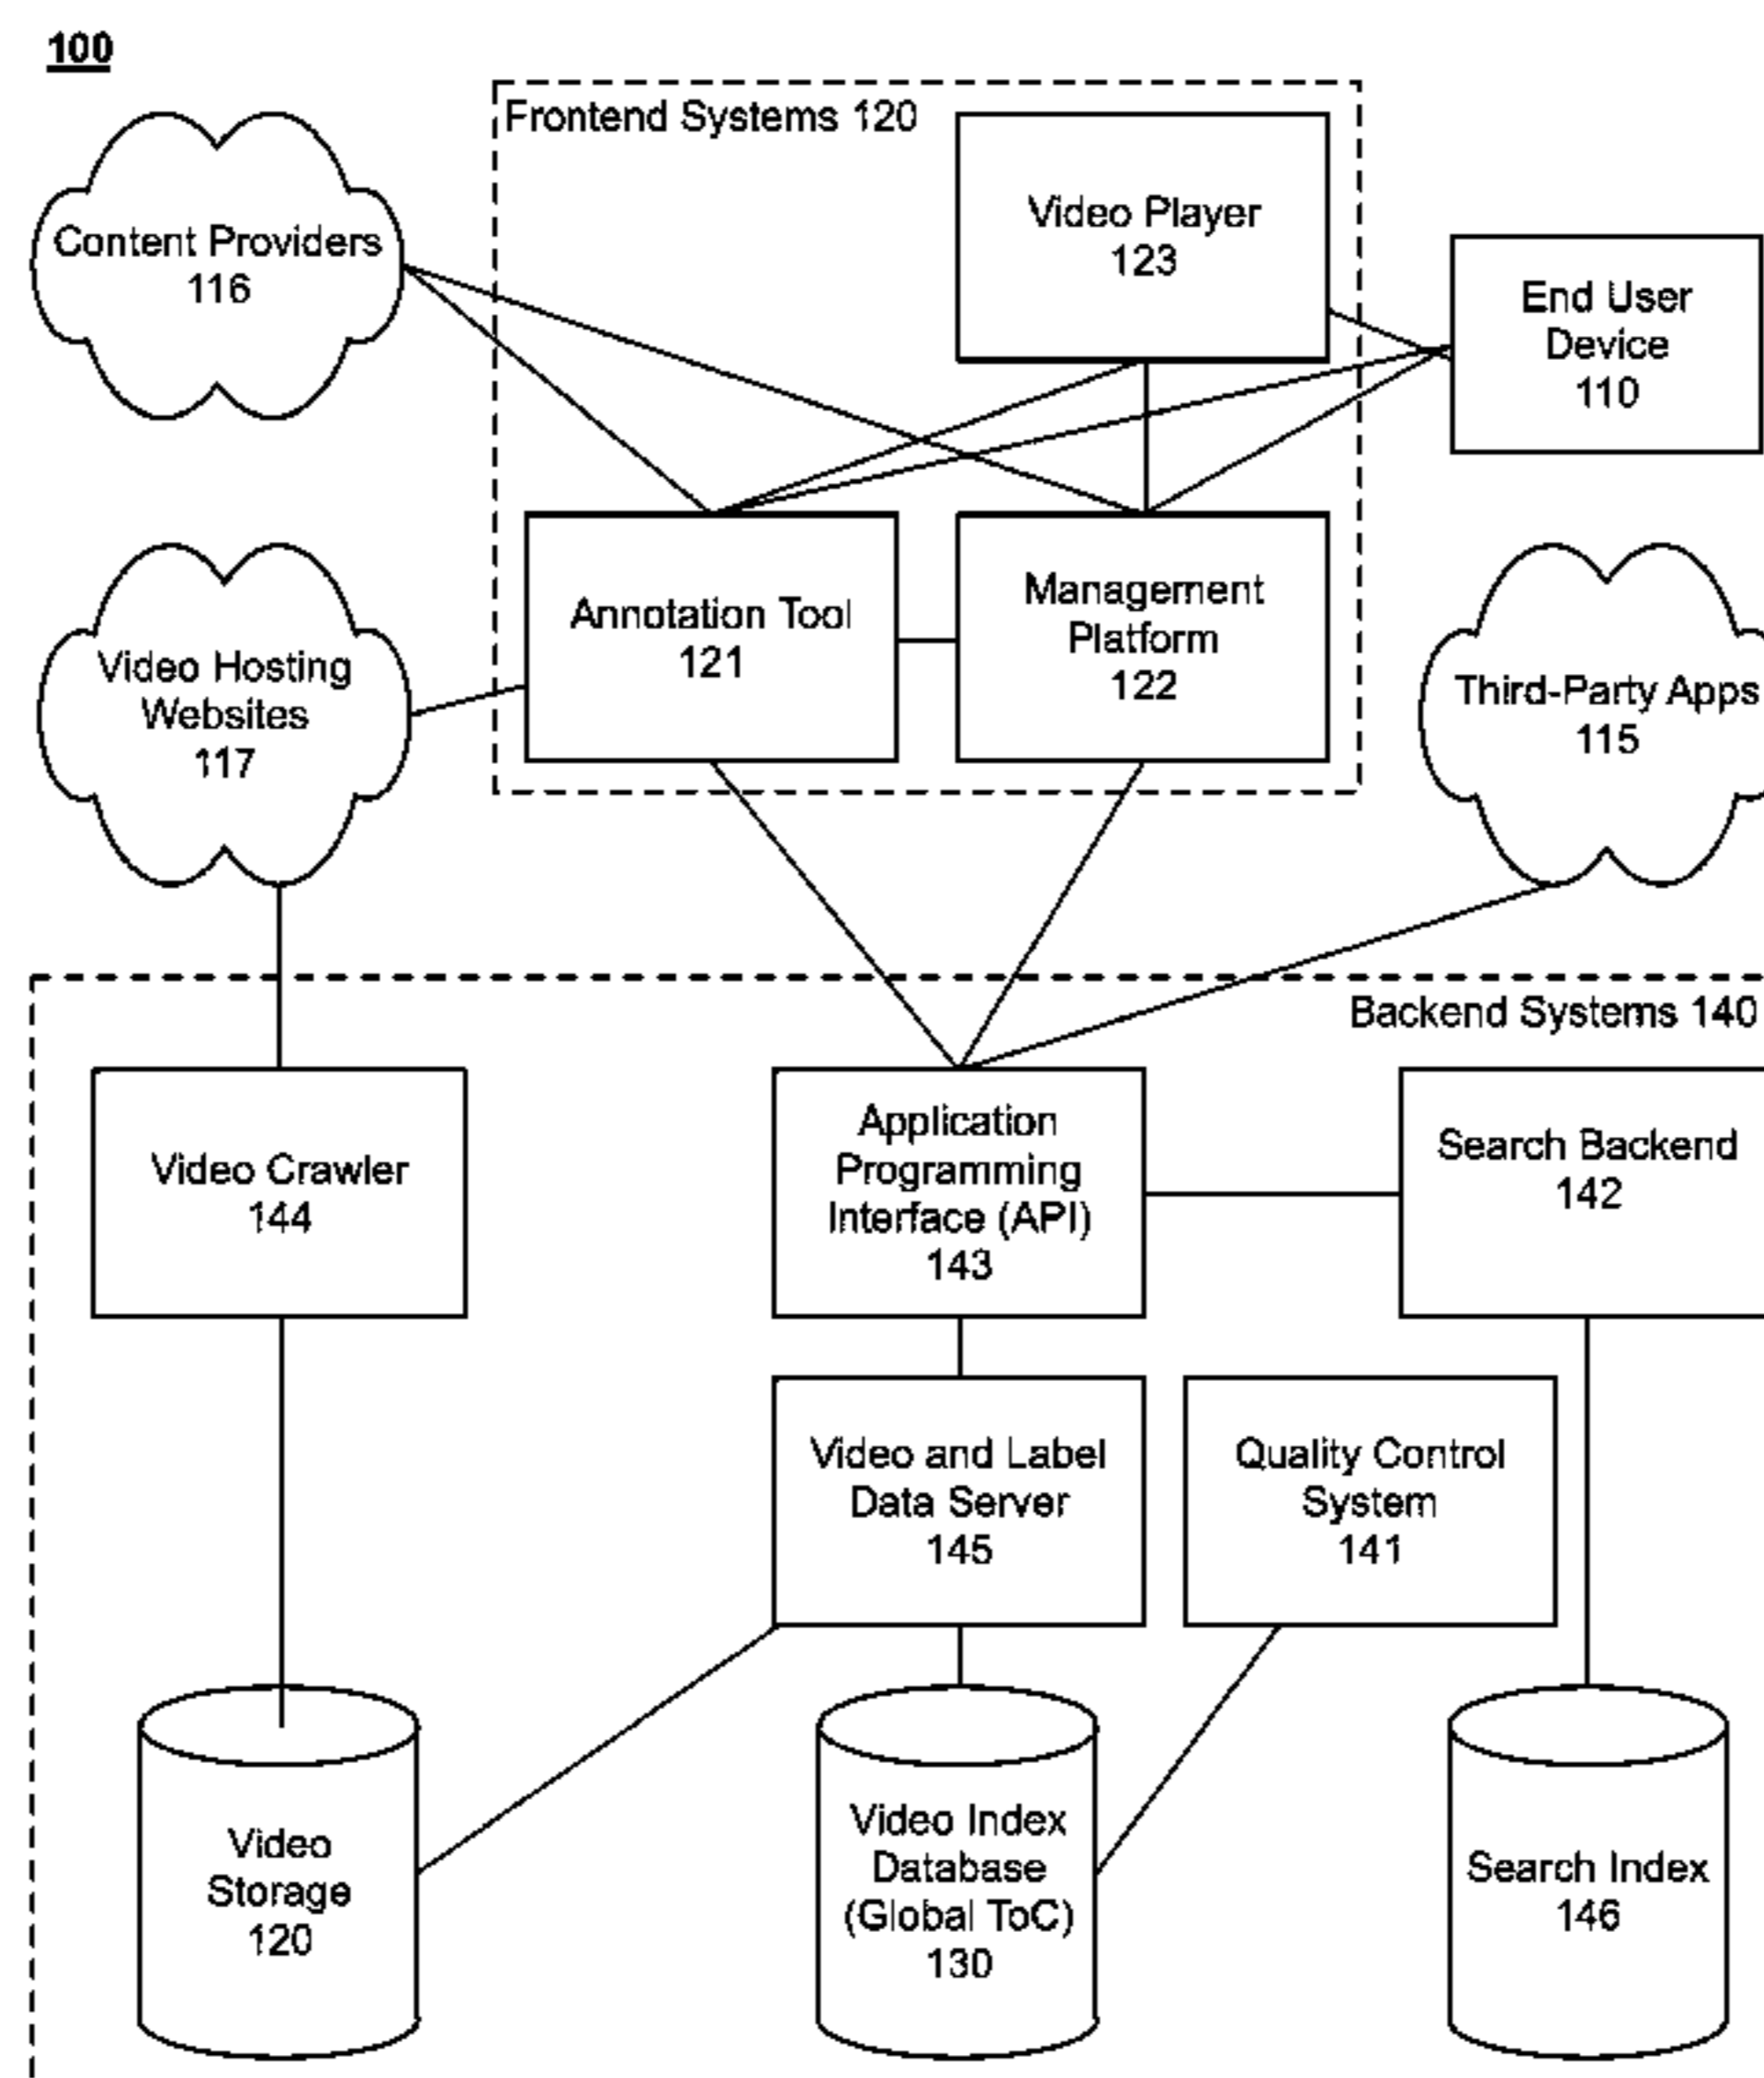 100
Frontend Systems 120
Video Player
123
Content Providers
116
End User
Device
110
Annotation Tool
121
Management
Platform
122
Video Hosting
Websites
117
Third-Party Apps
115
Backend Systems 140
Video Crawler
144
Application
Programming
Interface (API)
143
Search Backend
142
Video and Label
Data Server
145
Quality Control
System
141
Video
Storage
120
Video Index
Database
(Global ToC)
130
Search Index
146